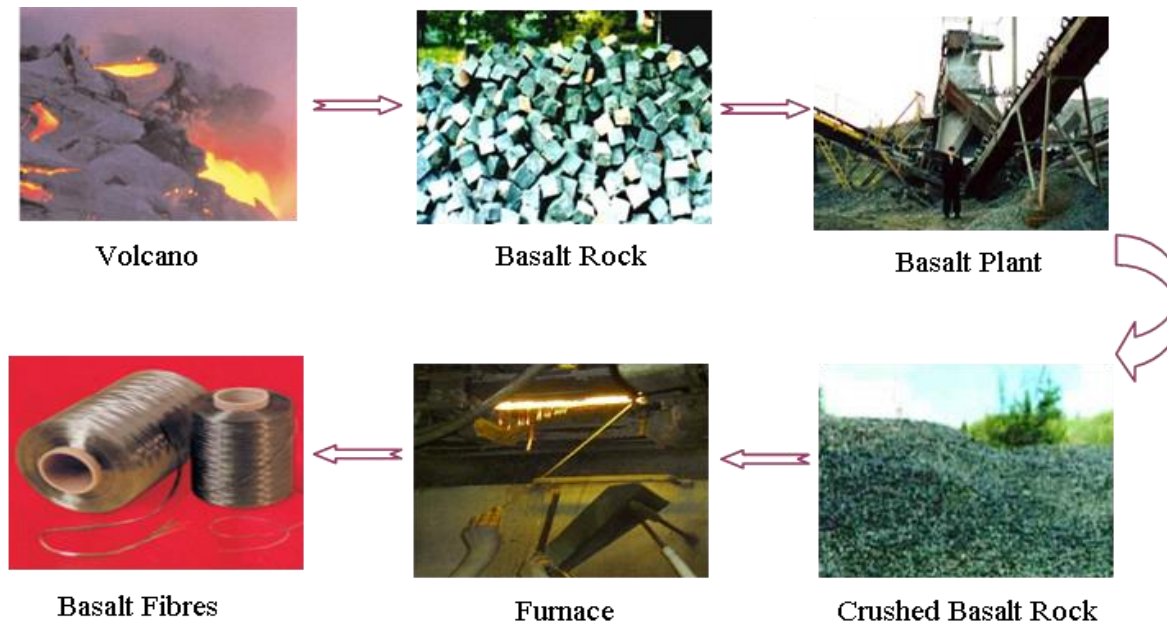 Volcano
Basalt Rock
Basalt Plant
Crushed Basalt Rock
Furnace
Basalt Fibres